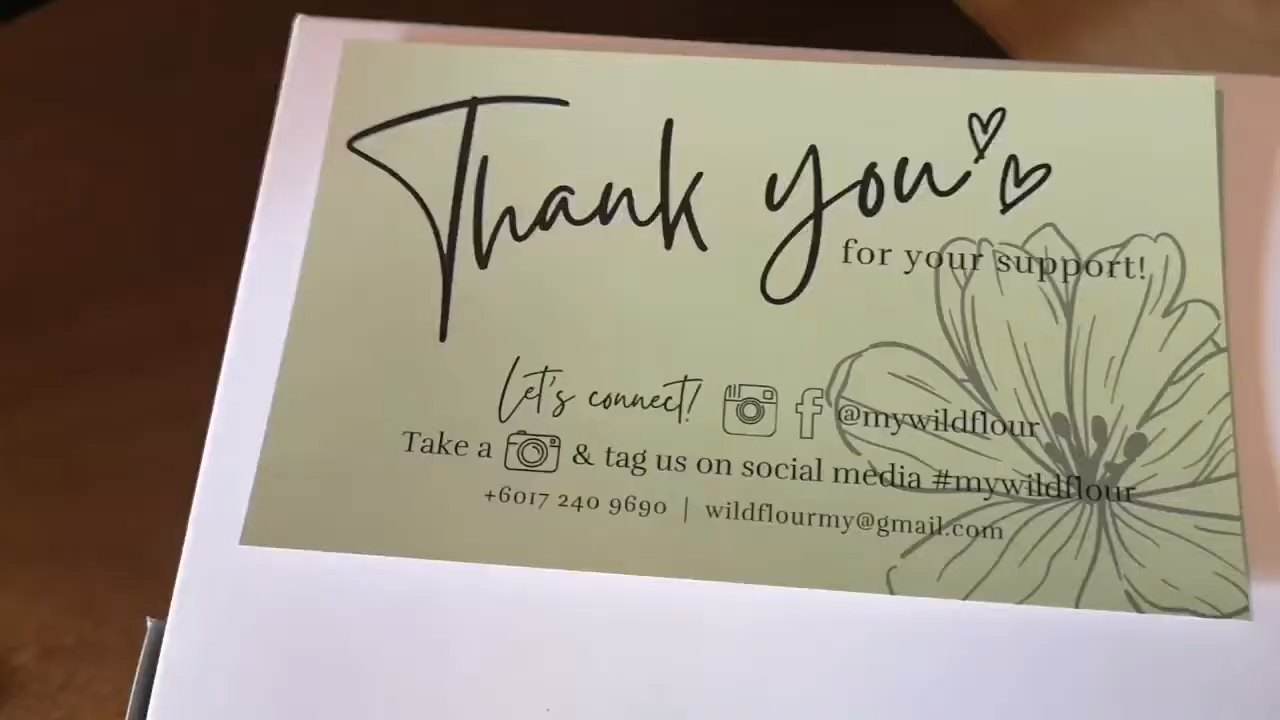 Thank you
for your support!
Let's connect! @mywildflour
Take a & tag us on social media #mywildflour
+6017 240 9690 | wildflourmy@gmail.com